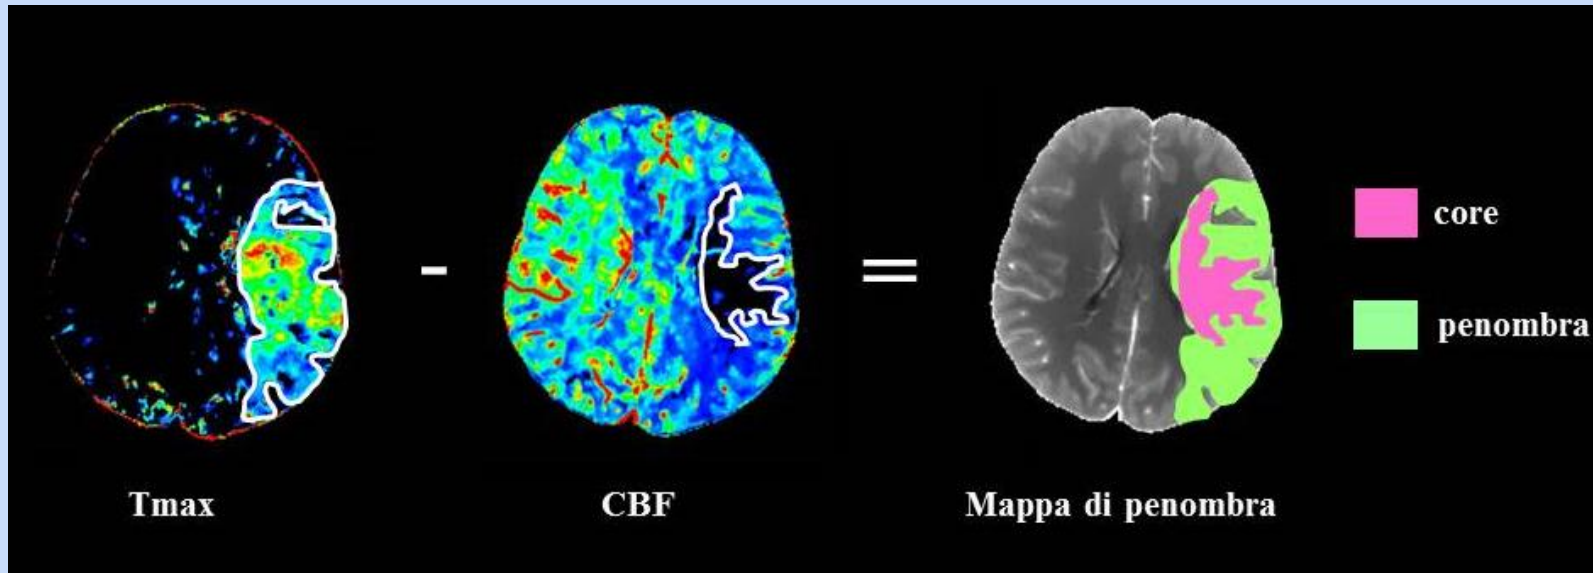 core
penombra
Tmax
-
CBF
=
Mappa di penombra